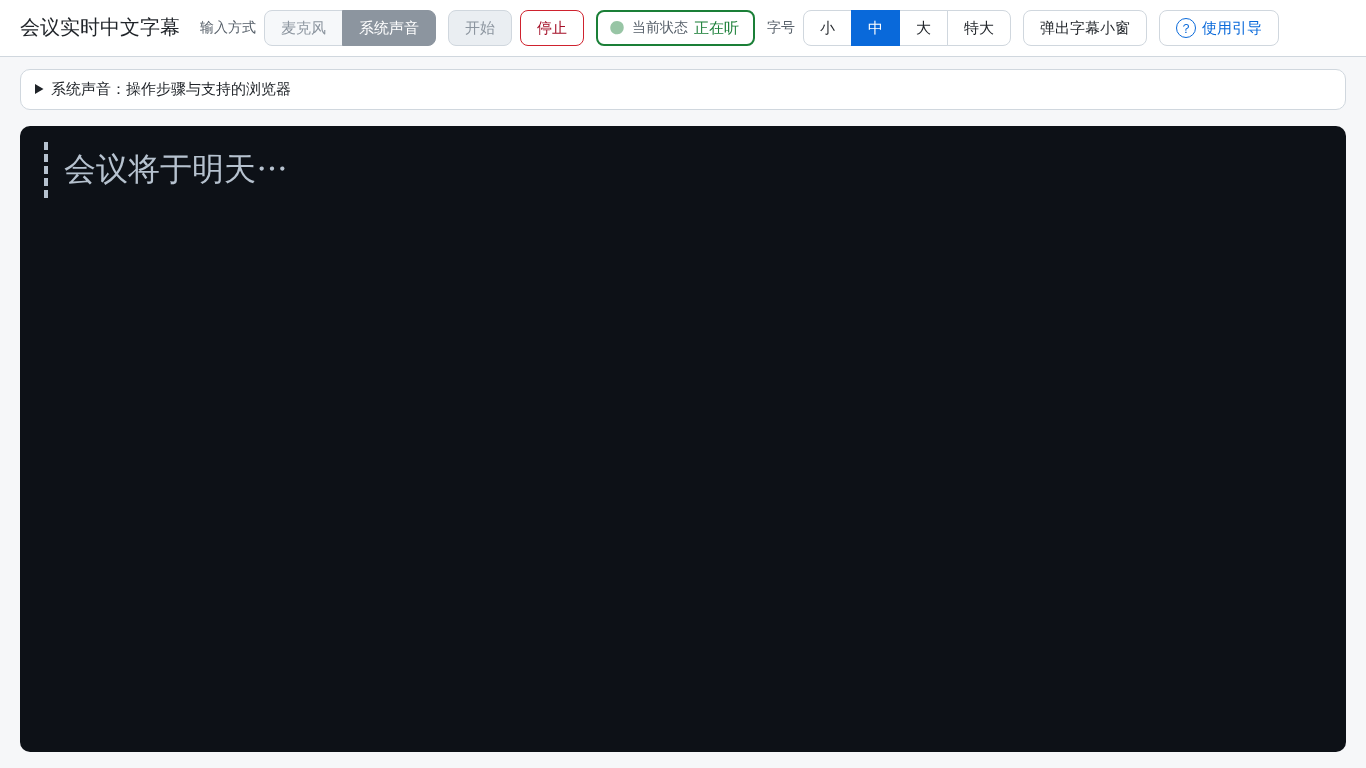 会议实时中文字幕 输入方式 麦克风 系统声音 开始 停止 当前状态 正在听 字号 小 中 大 特大 弹出字幕小窗 ? 使用引导
系统声音：操作步骤与支持的浏览器
会议将于明天…